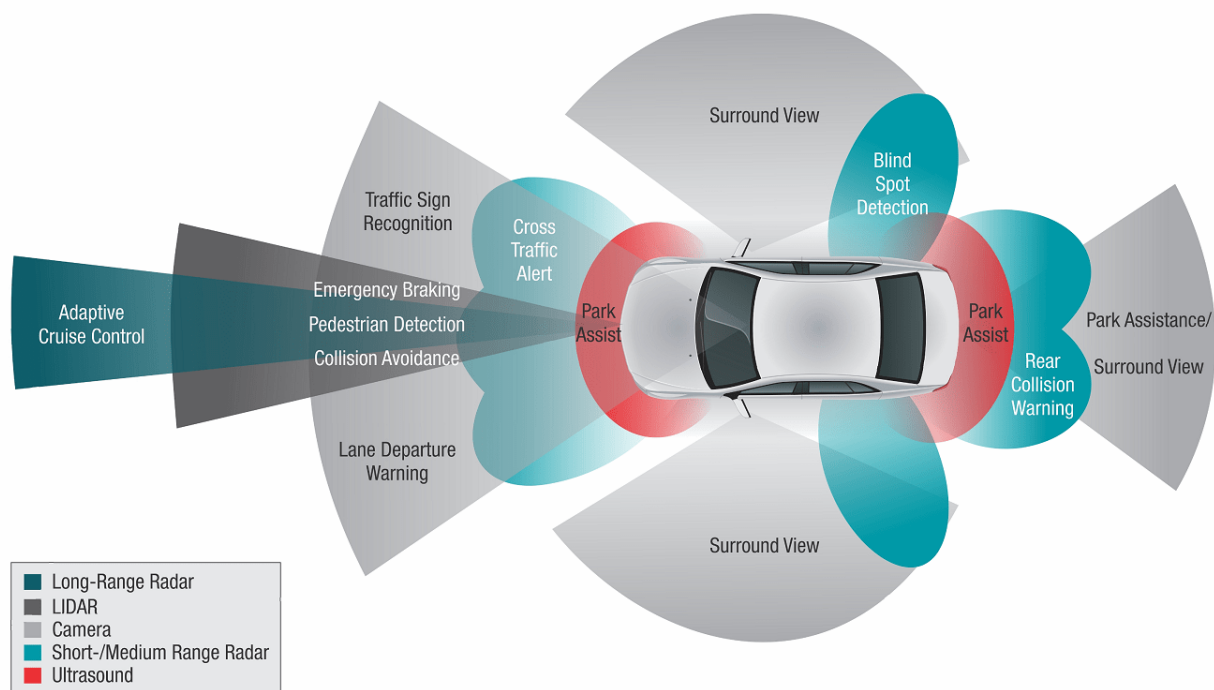 Surround View
Blind
Spot
Detection
Traffic Sign
Recognition
Cross
Traffic
Alert
Emergency Braking
Adaptive
Cruise Control
Pedestrian Detection
Collision Avoidance
Park
Assist
Park
Assist
Park Assistance/
Surround View
Rear
Collision
Warning
Lane Departure
Warning
Surround View
Long-Range Radar
LIDAR
Camera
Short-/Medium Range Radar
Ultrasound